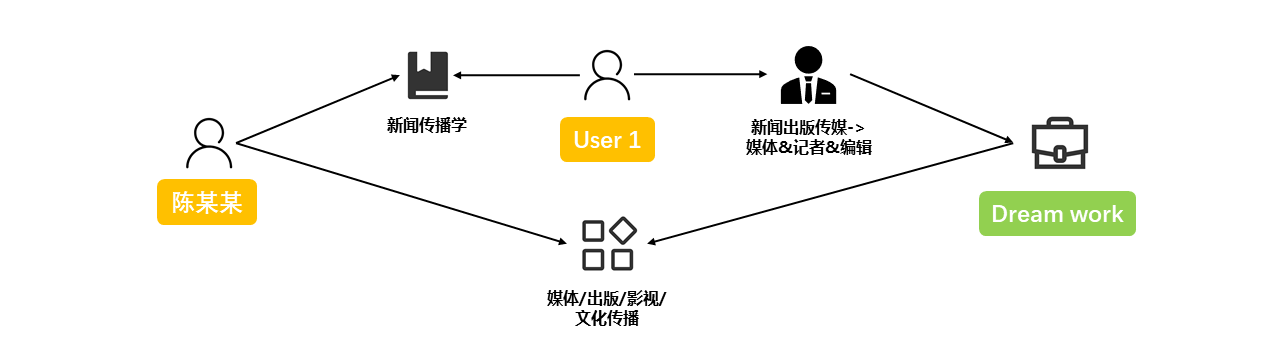 新闻传播学
User 1
新闻出版传媒->
媒体&记者&编辑
陈某某
Dream work
媒体/出版/影视/
文化传播